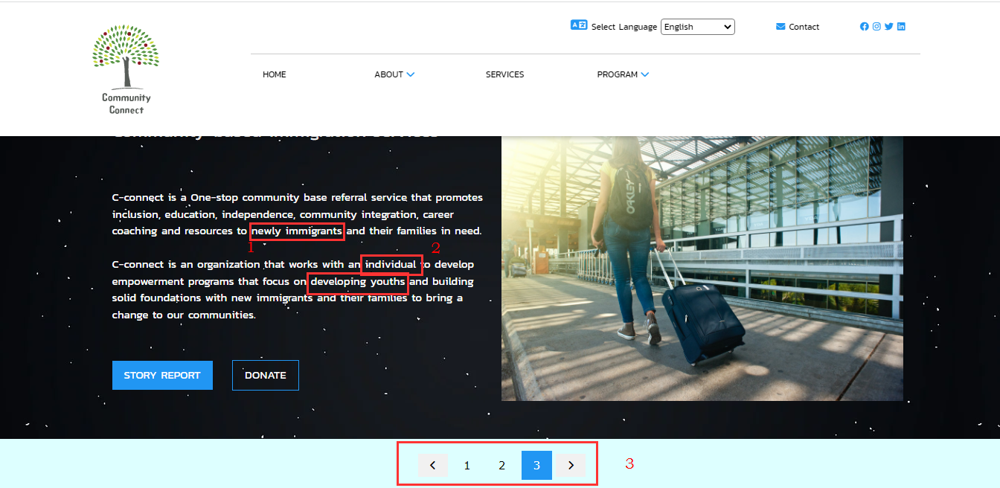 Select Language English Contact
Community
Connect
HOME ABOUT SERVICES PROGRAM
Community-based immigration services
C-connect is a One-stop community base referral service that promotes
inclusion, education, independence, community integration, career
coaching and resources to newly immigrants and their families in need.
1 2
C-connect is an organization that works with an individual to develop
empowerment programs that focus on developing youths and building
solid foundations with new immigrants and their families to bring a
change to our communities.
STORY REPORT DONATE
OAKLEY
1 2 3
3